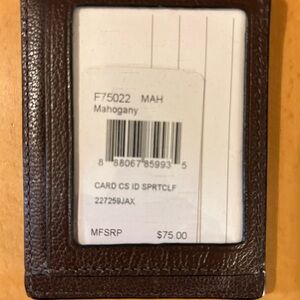 F75022 MAH
Mahogany
8 88067 85993 5
CARD CS ID SPRTCLF
227259JAX
MFSRP $75.00